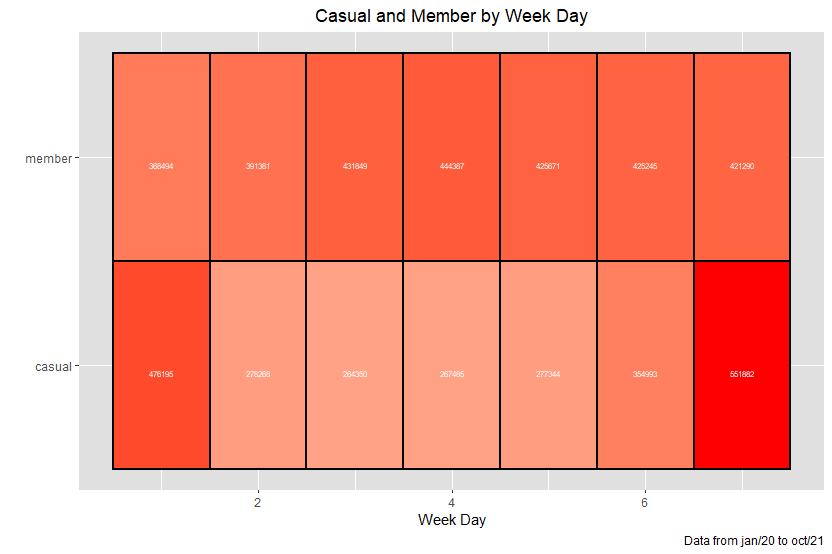 Casual and Member by Week Day
member
368494 391381 431849 444387 425671 425245 421290
casual
476195 278266 264350 267485 277344 354993 551862
2 4 6
Week Day
Data from jan/20 to oct/21